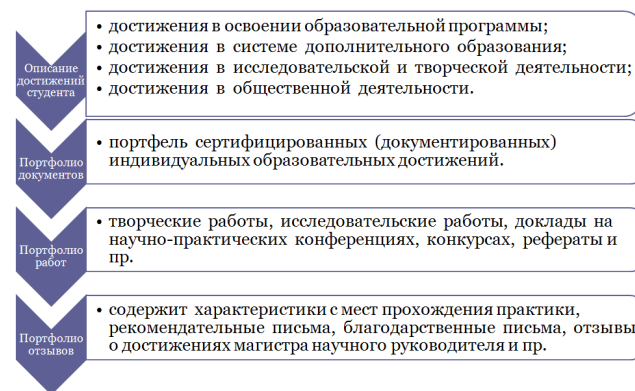 Описание
достижений
студента
• достижения в освоении образовательной программы;
• достижения в системе дополнительного образования;
• достижения в исследовательской и творческой деятельности;
• достижения в общественной деятельности.
Портфолио
документов
• портфель сертифицированных (документированных)
индивидуальных образовательных достижений.
Портфолио
работ
• творческие работы, исследовательские работы, доклады на
научно-практических конференциях, конкурсах, рефераты и
пр.
Портфолио
отзывов
• содержит характеристики с мест прохождения практики,
рекомендательные письма, благодарственные письма, отзывы
о достижениях магистра научного руководителя и пр.